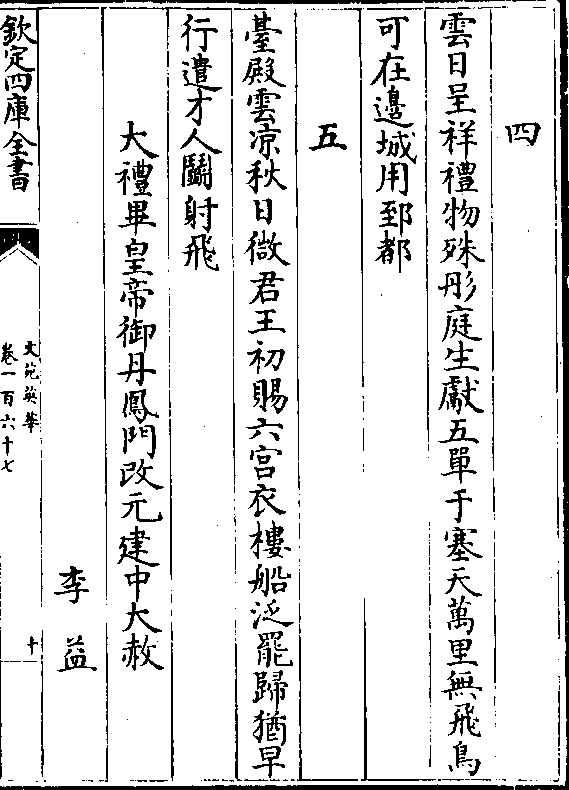 四
雲日呈祥禮物殊彤庭生獻五單于塞天萬里無飛鳥
可在邊城用郅都
五
臺殿雲凉秋日微君王初賜六宫衣樓船泛罷歸猶早
行遣才人鬭射飛
大禮畢皇帝御丹鳳門改元建中大赦
李益
欽定四庫全書
文苑英華
卷一百六十七
十